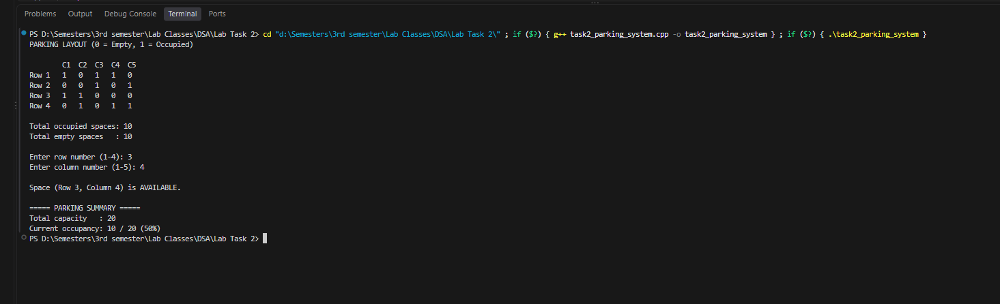 Problems Output Debug Console Terminal Ports
PS D:\Semesters\3rd semester\Lab Classes\DSA\Lab Task 2> cd "d:\Semesters\3rd semester\Lab Classes\DSA\Lab Task 2\" ; if ($?) { g++ task2_parking_system.cpp -o task2_parking_system } ; if ($?) { .\task2_parking_system }
PARKING LAYOUT (0 = Empty, 1 = Occupied)
C1 C2 C3 C4 C5
Row 1 1 0 1 1 0
Row 2 0 0 1 0 1
Row 3 1 1 0 0 0
Row 4 0 1 0 1 1
Total occupied spaces: 10
Total empty spaces : 10
Enter row number (1-4): 3
Enter column number (1-5): 4
Space (Row 3, Column 4) is AVAILABLE.
===== PARKING SUMMARY =====
Total capacity : 20
Current occupancy: 10 / 20 (50%)
PS D:\Semesters\3rd semester\Lab Classes\DSA\Lab Task 2>